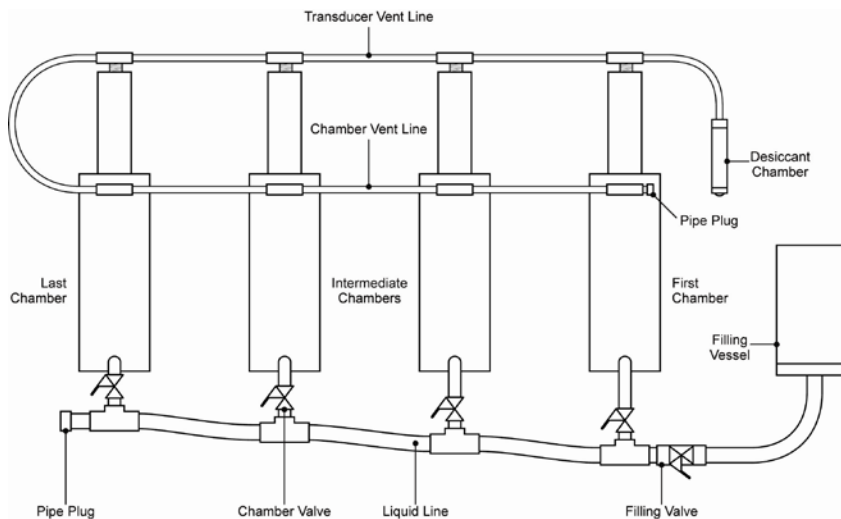 Transducer Vent Line
Chamber Vent Line
Desiccant
Chamber
Pipe Plug
Last
Chamber
Intermediate
Chambers
First
Chamber
Filling
Vessel
Pipe Plug
Chamber Valve
Liquid Line
Filling Valve